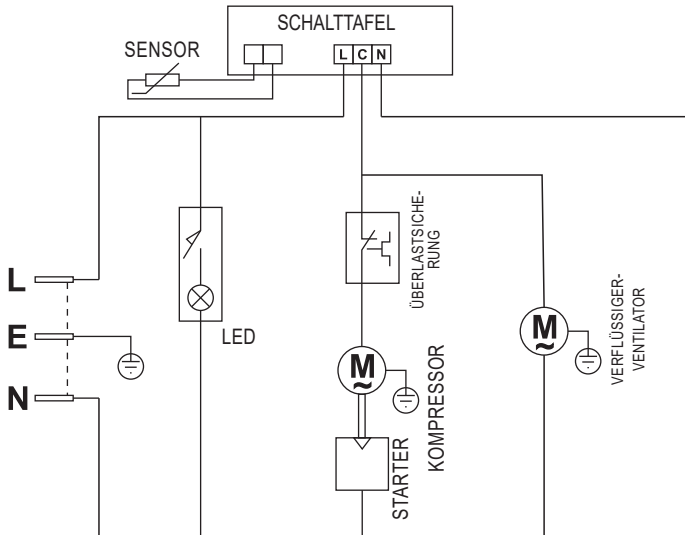 SCHALTTAFEL
SENSOR
L C N
ÜBERLASTSICHE-
RUNG
L
E
N
LED
M
~
KOMPRESSOR
STARTER
M
~
VERFLÜSSIGER-
VENTILATOR